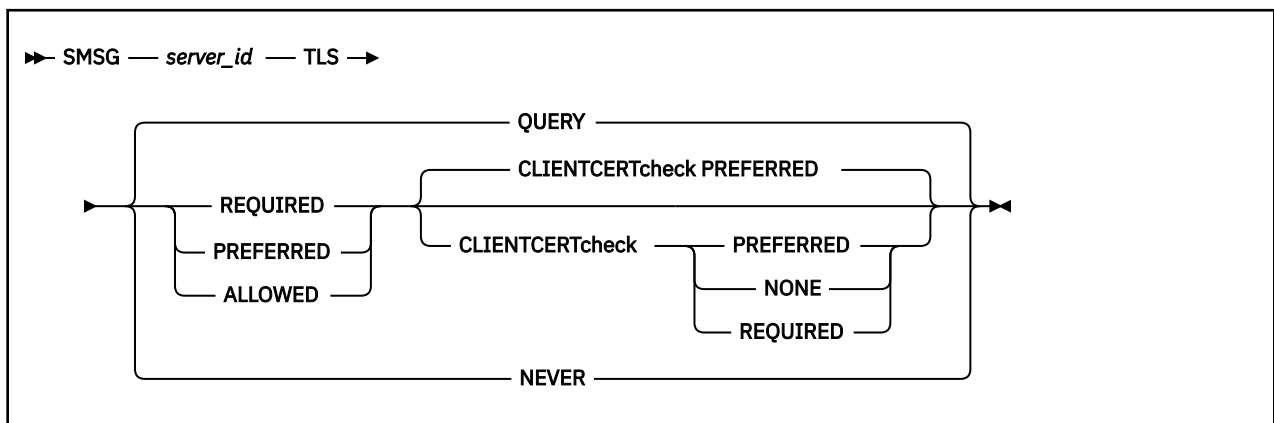 SMSG server_id TLS
QUERY
CLIENTCERTcheck PREFERRED
REQUIRED
CLIENTCERTcheck PREFERRED
PREFERRED
NONE
ALLOWED
REQUIRED
NEVER